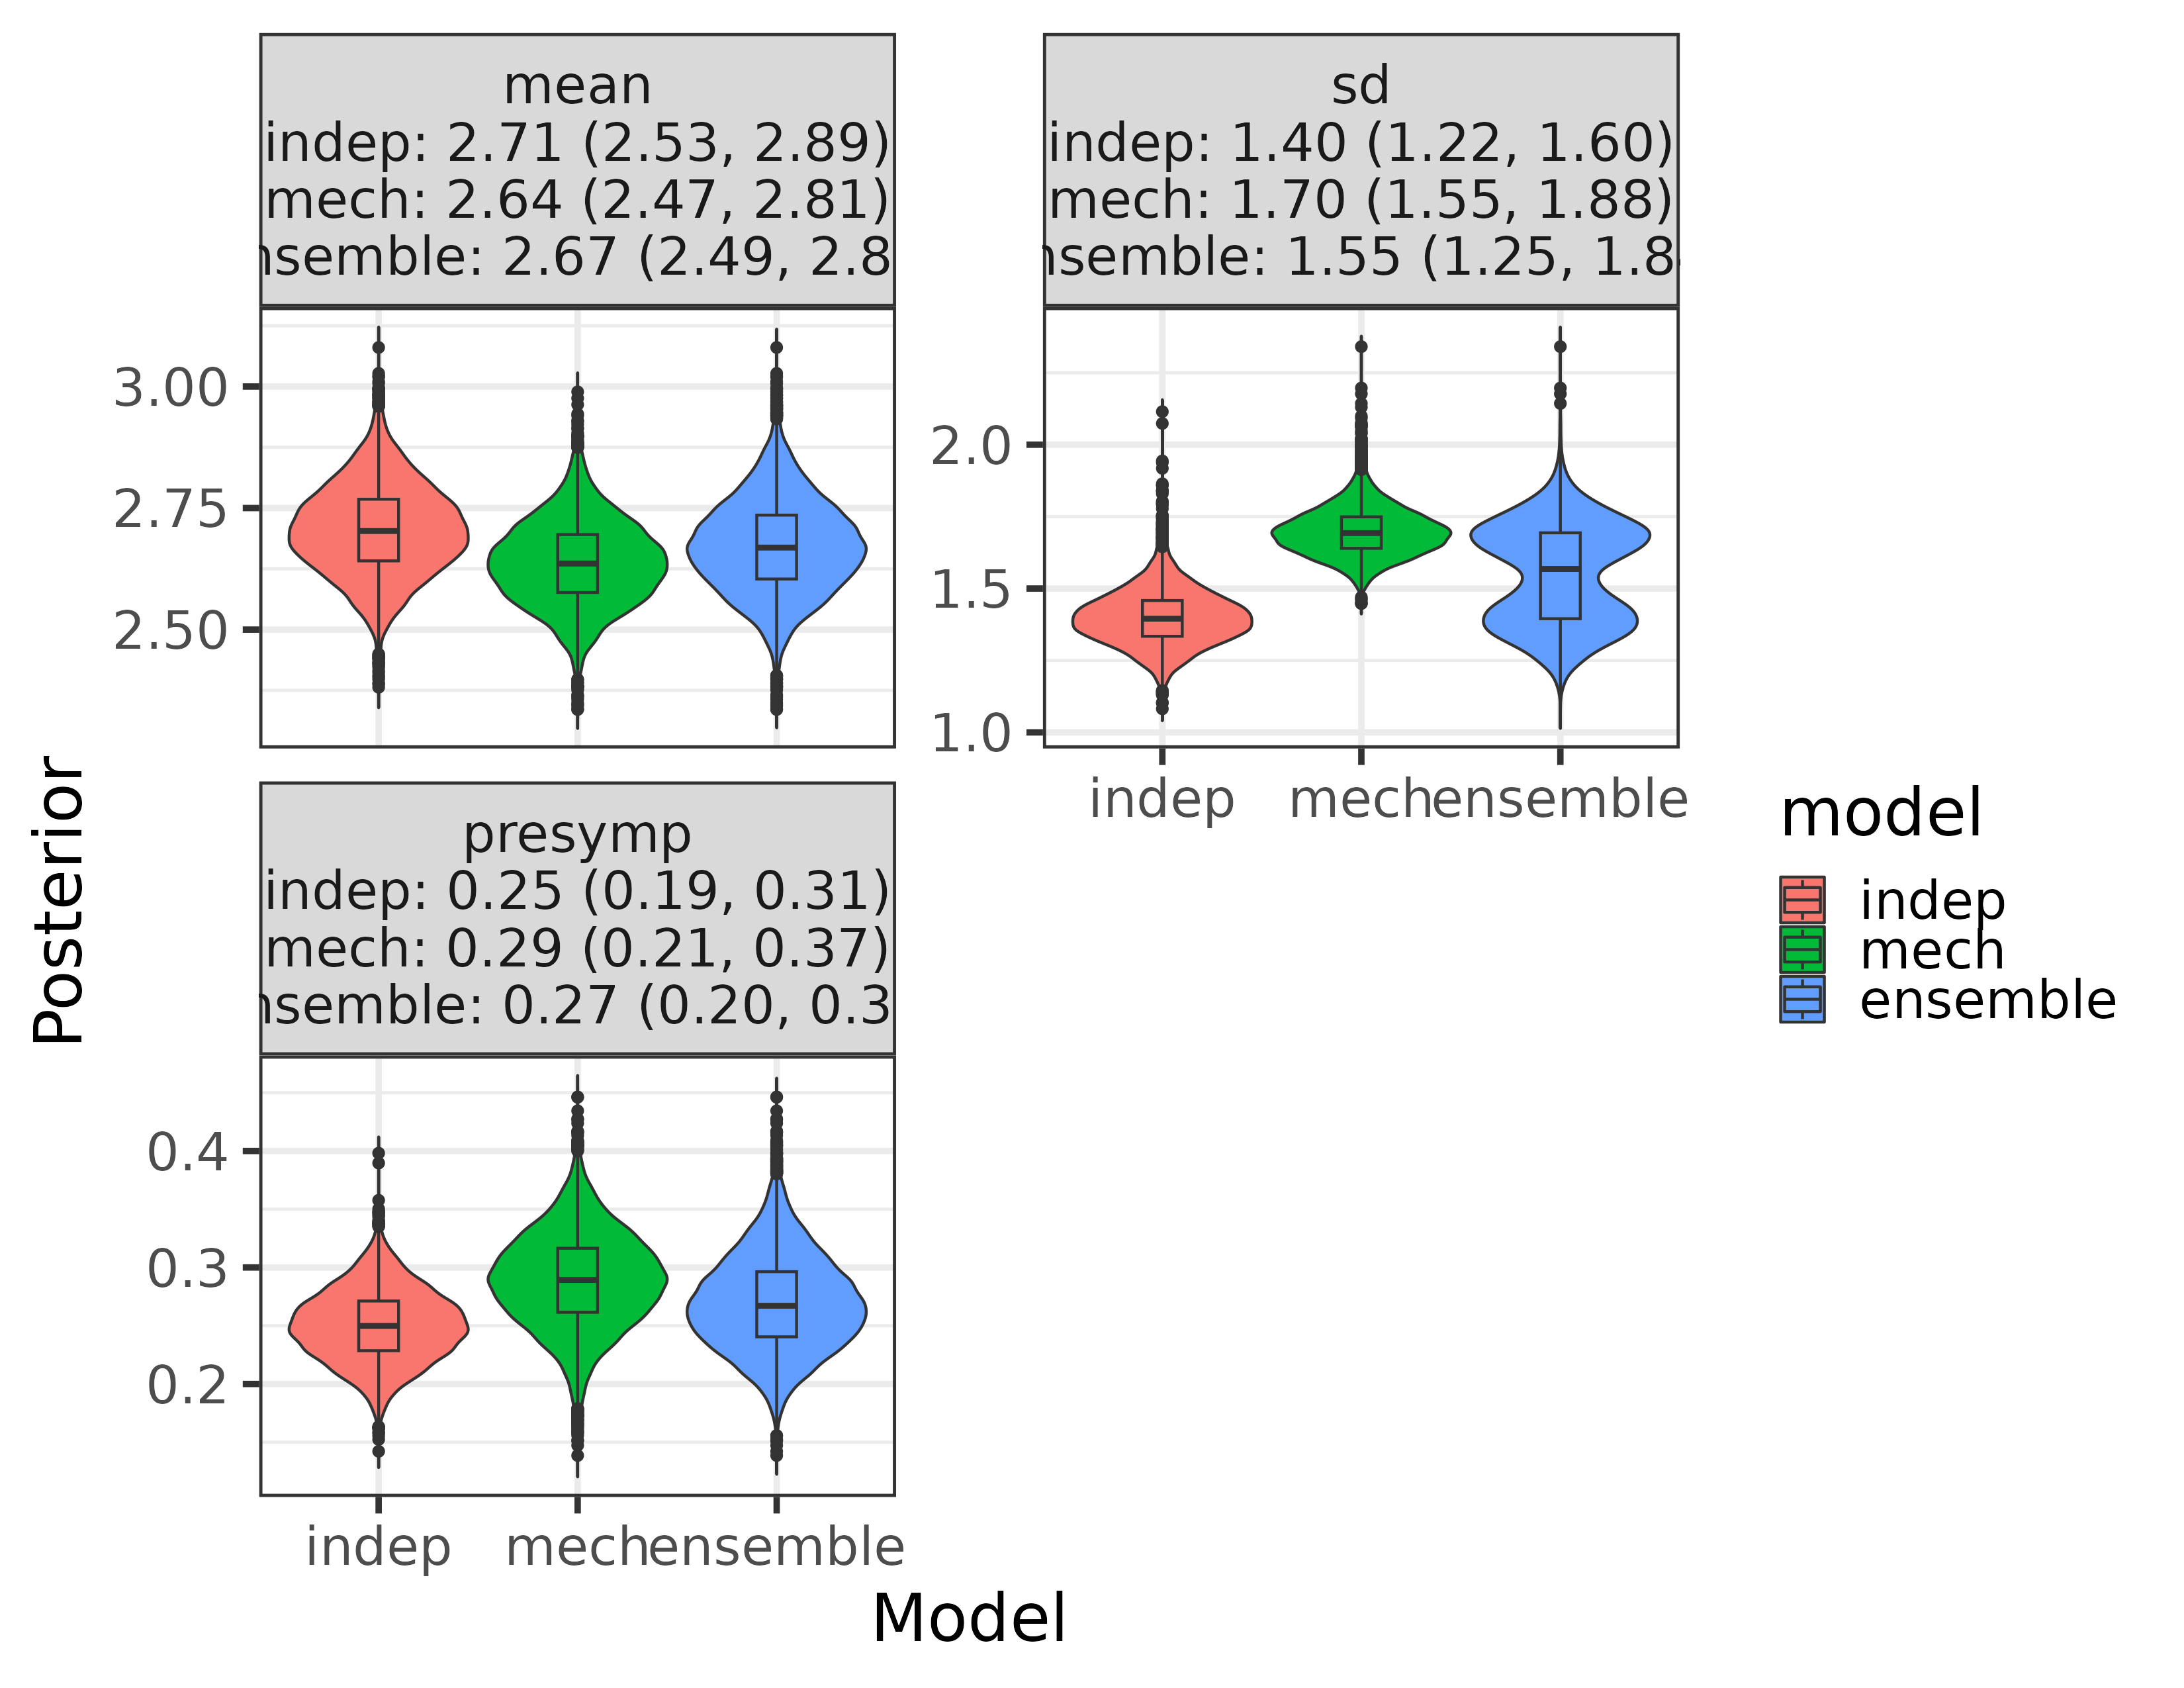 mean
indep: 2.71 (2.53, 2.89)
mech: 2.64 (2.47, 2.81)
nsemble: 2.67 (2.49, 2.8
3.00
2.75
2.50
sd
indep: 1.40 (1.22, 1.60)
mech: 1.70 (1.55, 1.88)
nsemble: 1.55 (1.25, 1.8
2.0
1.5
1.0
indep mech ensemble
presymp
indep: 0.25 (0.19, 0.31)
mech: 0.29 (0.21, 0.37)
nsemble: 0.27 (0.20, 0.3
0.4
0.3
0.2
indep mech ensemble
Posterior
Model
model
indep
mech
ensemble